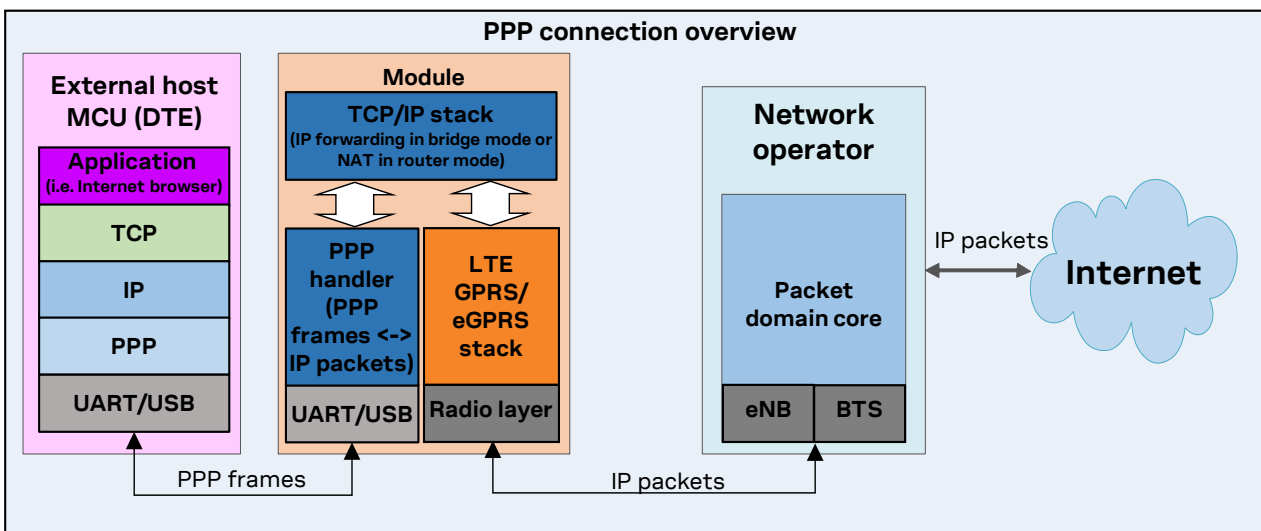 PPP connection overview
External host
MCU (DTE)
Application
(i.e. Internet browser)
TCP
IP
PPP
UART/USB
Module
TCP/IP stack
(IP forwarding in bridge mode or
NAT in router mode)
PPP
handler
(PPP
frames <->
IP packets)
UART/USB
LTE
GPRS/
eGPRS
stack
Radio layer
Network
operator
Packet
domain core
eNB
BTS
IP packets
Internet
PPP frames
IP packets